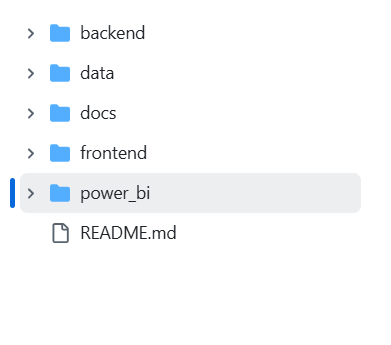 backend
data
docs
frontend
power_bi
README.md